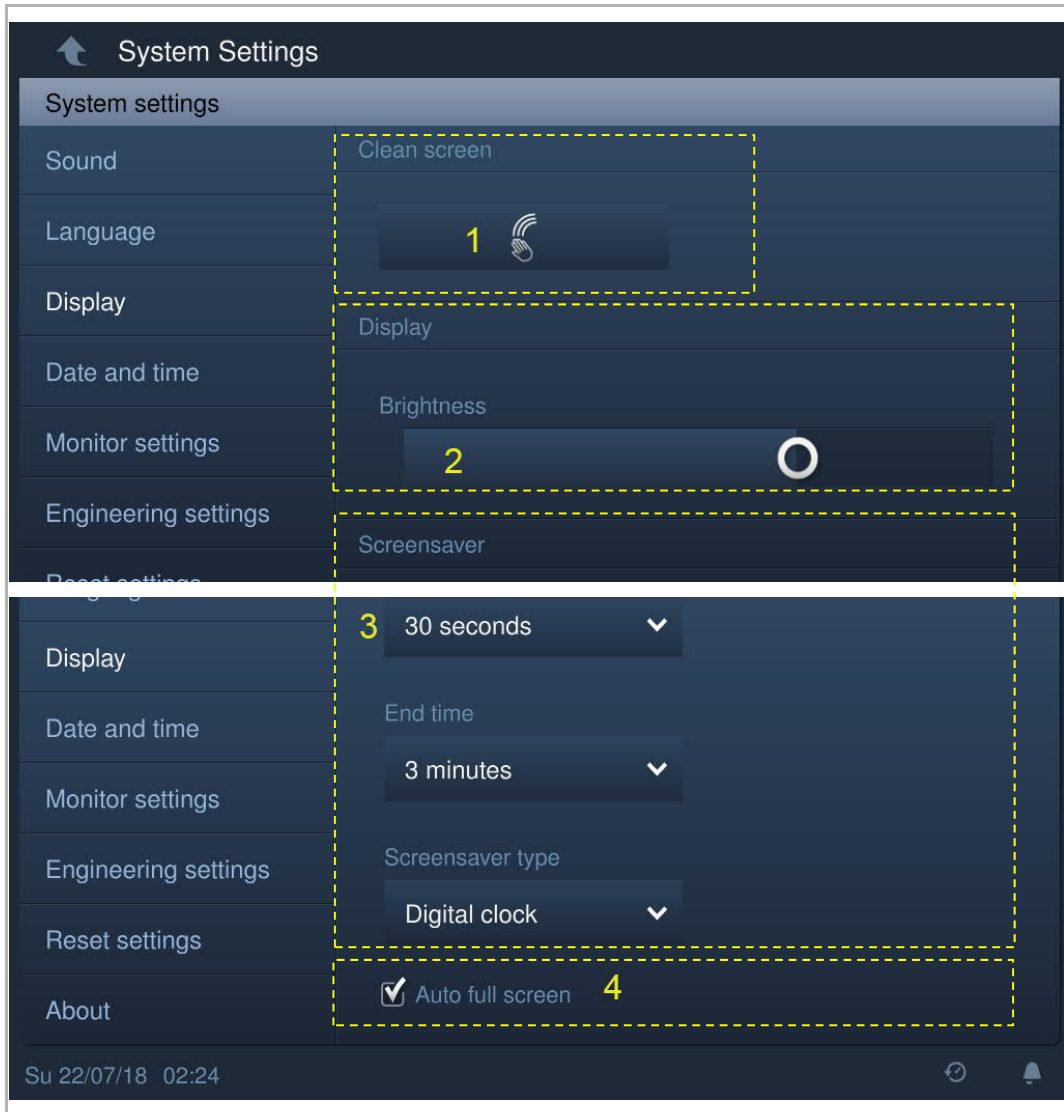 System Settings
System settings
Sound
Language
Display
Date and time
Monitor settings
Engineering settings
Reset settings
Clean screen
1
Display
Brightness
2
Screensaver
Display
Date and time
Monitor settings
Engineering settings
Reset settings
About
3 30 seconds
End time
3 minutes
Screensaver type
Digital clock
Auto full screen 4
Su 22/07/18 02:24